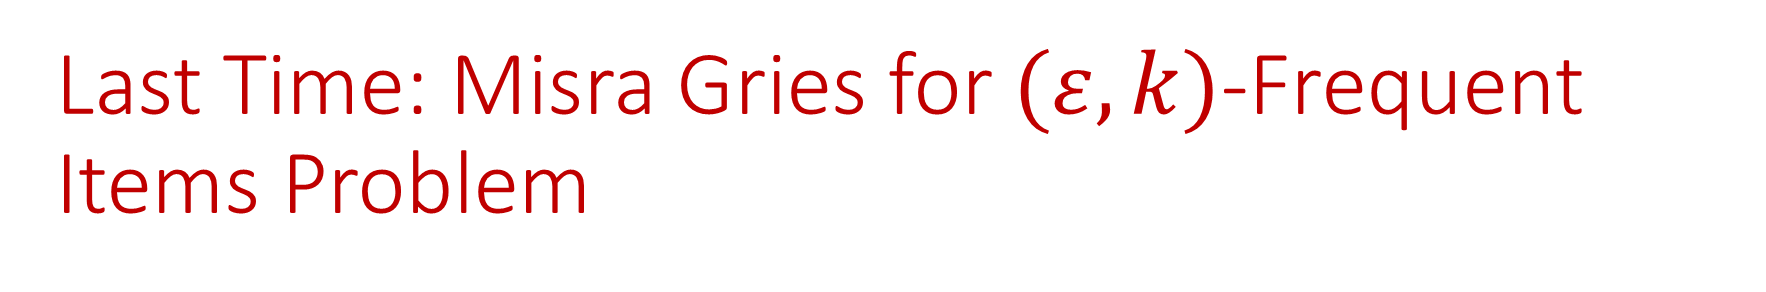 Last Time: Misra Gries for (ε, k)-Frequent
Items Problem